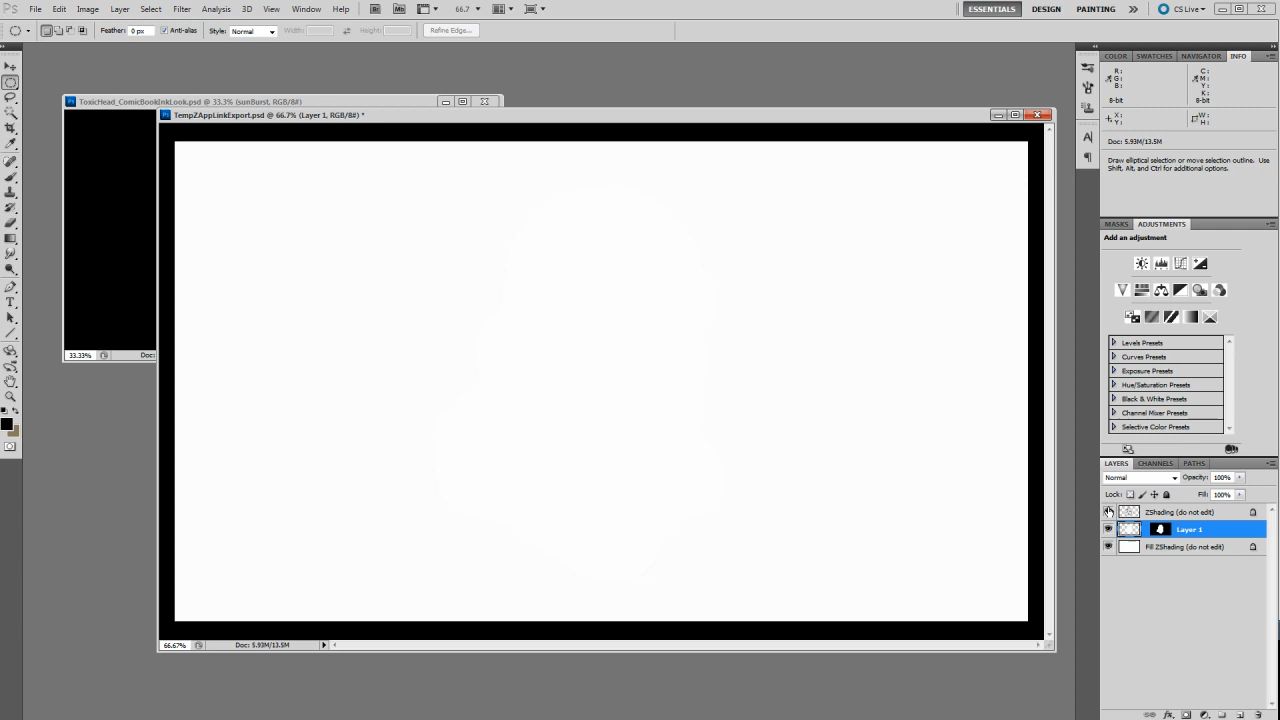 Ps File Edit Image Layer Select Filter Analysis 3D View Window Help Br Mb 66.7 ESSENTIALS DESIGN PAINTING CS Live
Feather: 0 px Anti-alias Style: Normal Width: Height: Refine Edge...
COLOR SWATCHES NAVIGATOR INFO
R: C:
G: M:
B: Y:
K:
8-bit 8-bit
X: W:
Y: H:
Doc: 5.93M/13.5M
Draw elliptical selection or move selection outline. Use
Shift, Alt, and Ctrl for additional options.
ToxicHead_ComicBookInkLook.psd @ 33.3% (sunBurst, RGB/8#)
TempZAppLinkExport.psd @ 66.7% (Layer 1, RGB/8#) *
MASKS ADJUSTMENTS
Add an adjustment
Levels Presets
Curves Presets
Exposure Presets
Hue/Saturation Presets
Black & White Presets
Channel Mixer Presets
Selective Color Presets
33.33% Doc:
LAYERS CHANNELS PATHS
Normal Opacity: 100%
Lock: Fill: 100%
ZShading (do not edit)
Layer 1
Fill ZShading (do not edit)
66.67% Doc: 5.93M/13.5M